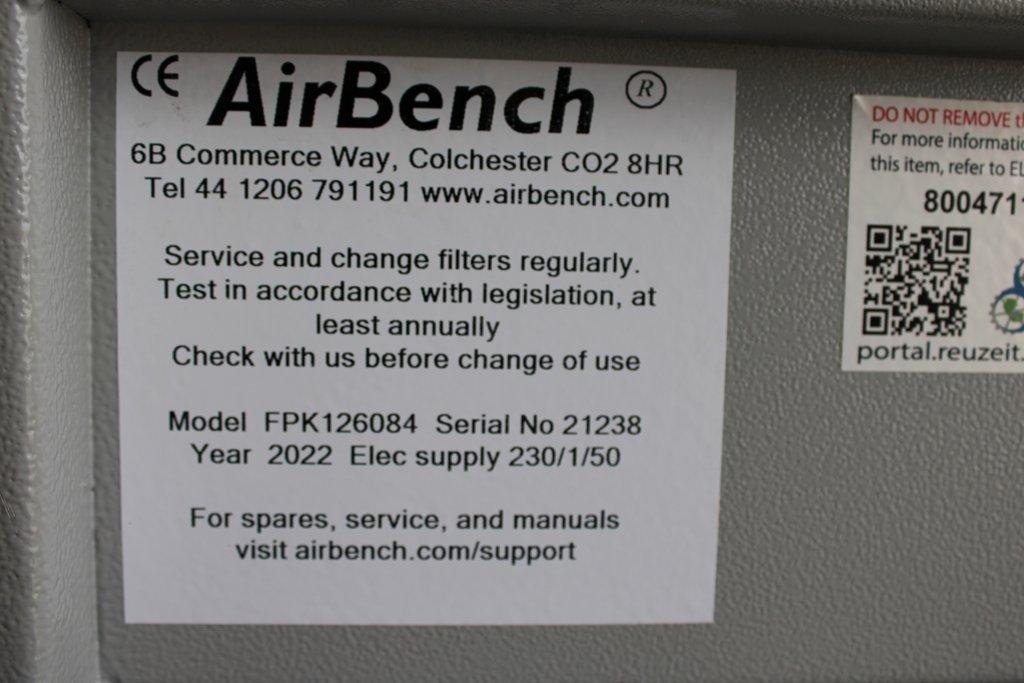 CE AirBench ®
6B Commerce Way, Colchester CO2 8HR
Tel 44 1206 791191 www.airbench.com
Service and change filters regularly.
Test in accordance with legislation, at
least annually
Check with us before change of use
Model FPK126084 Serial No 21238
Year 2022 Elec supply 230/1/50
For spares, service, and manuals
visit airbench.com/support
DO NOT REMOVE
For more
this item, refer to
portal.reuzeit.